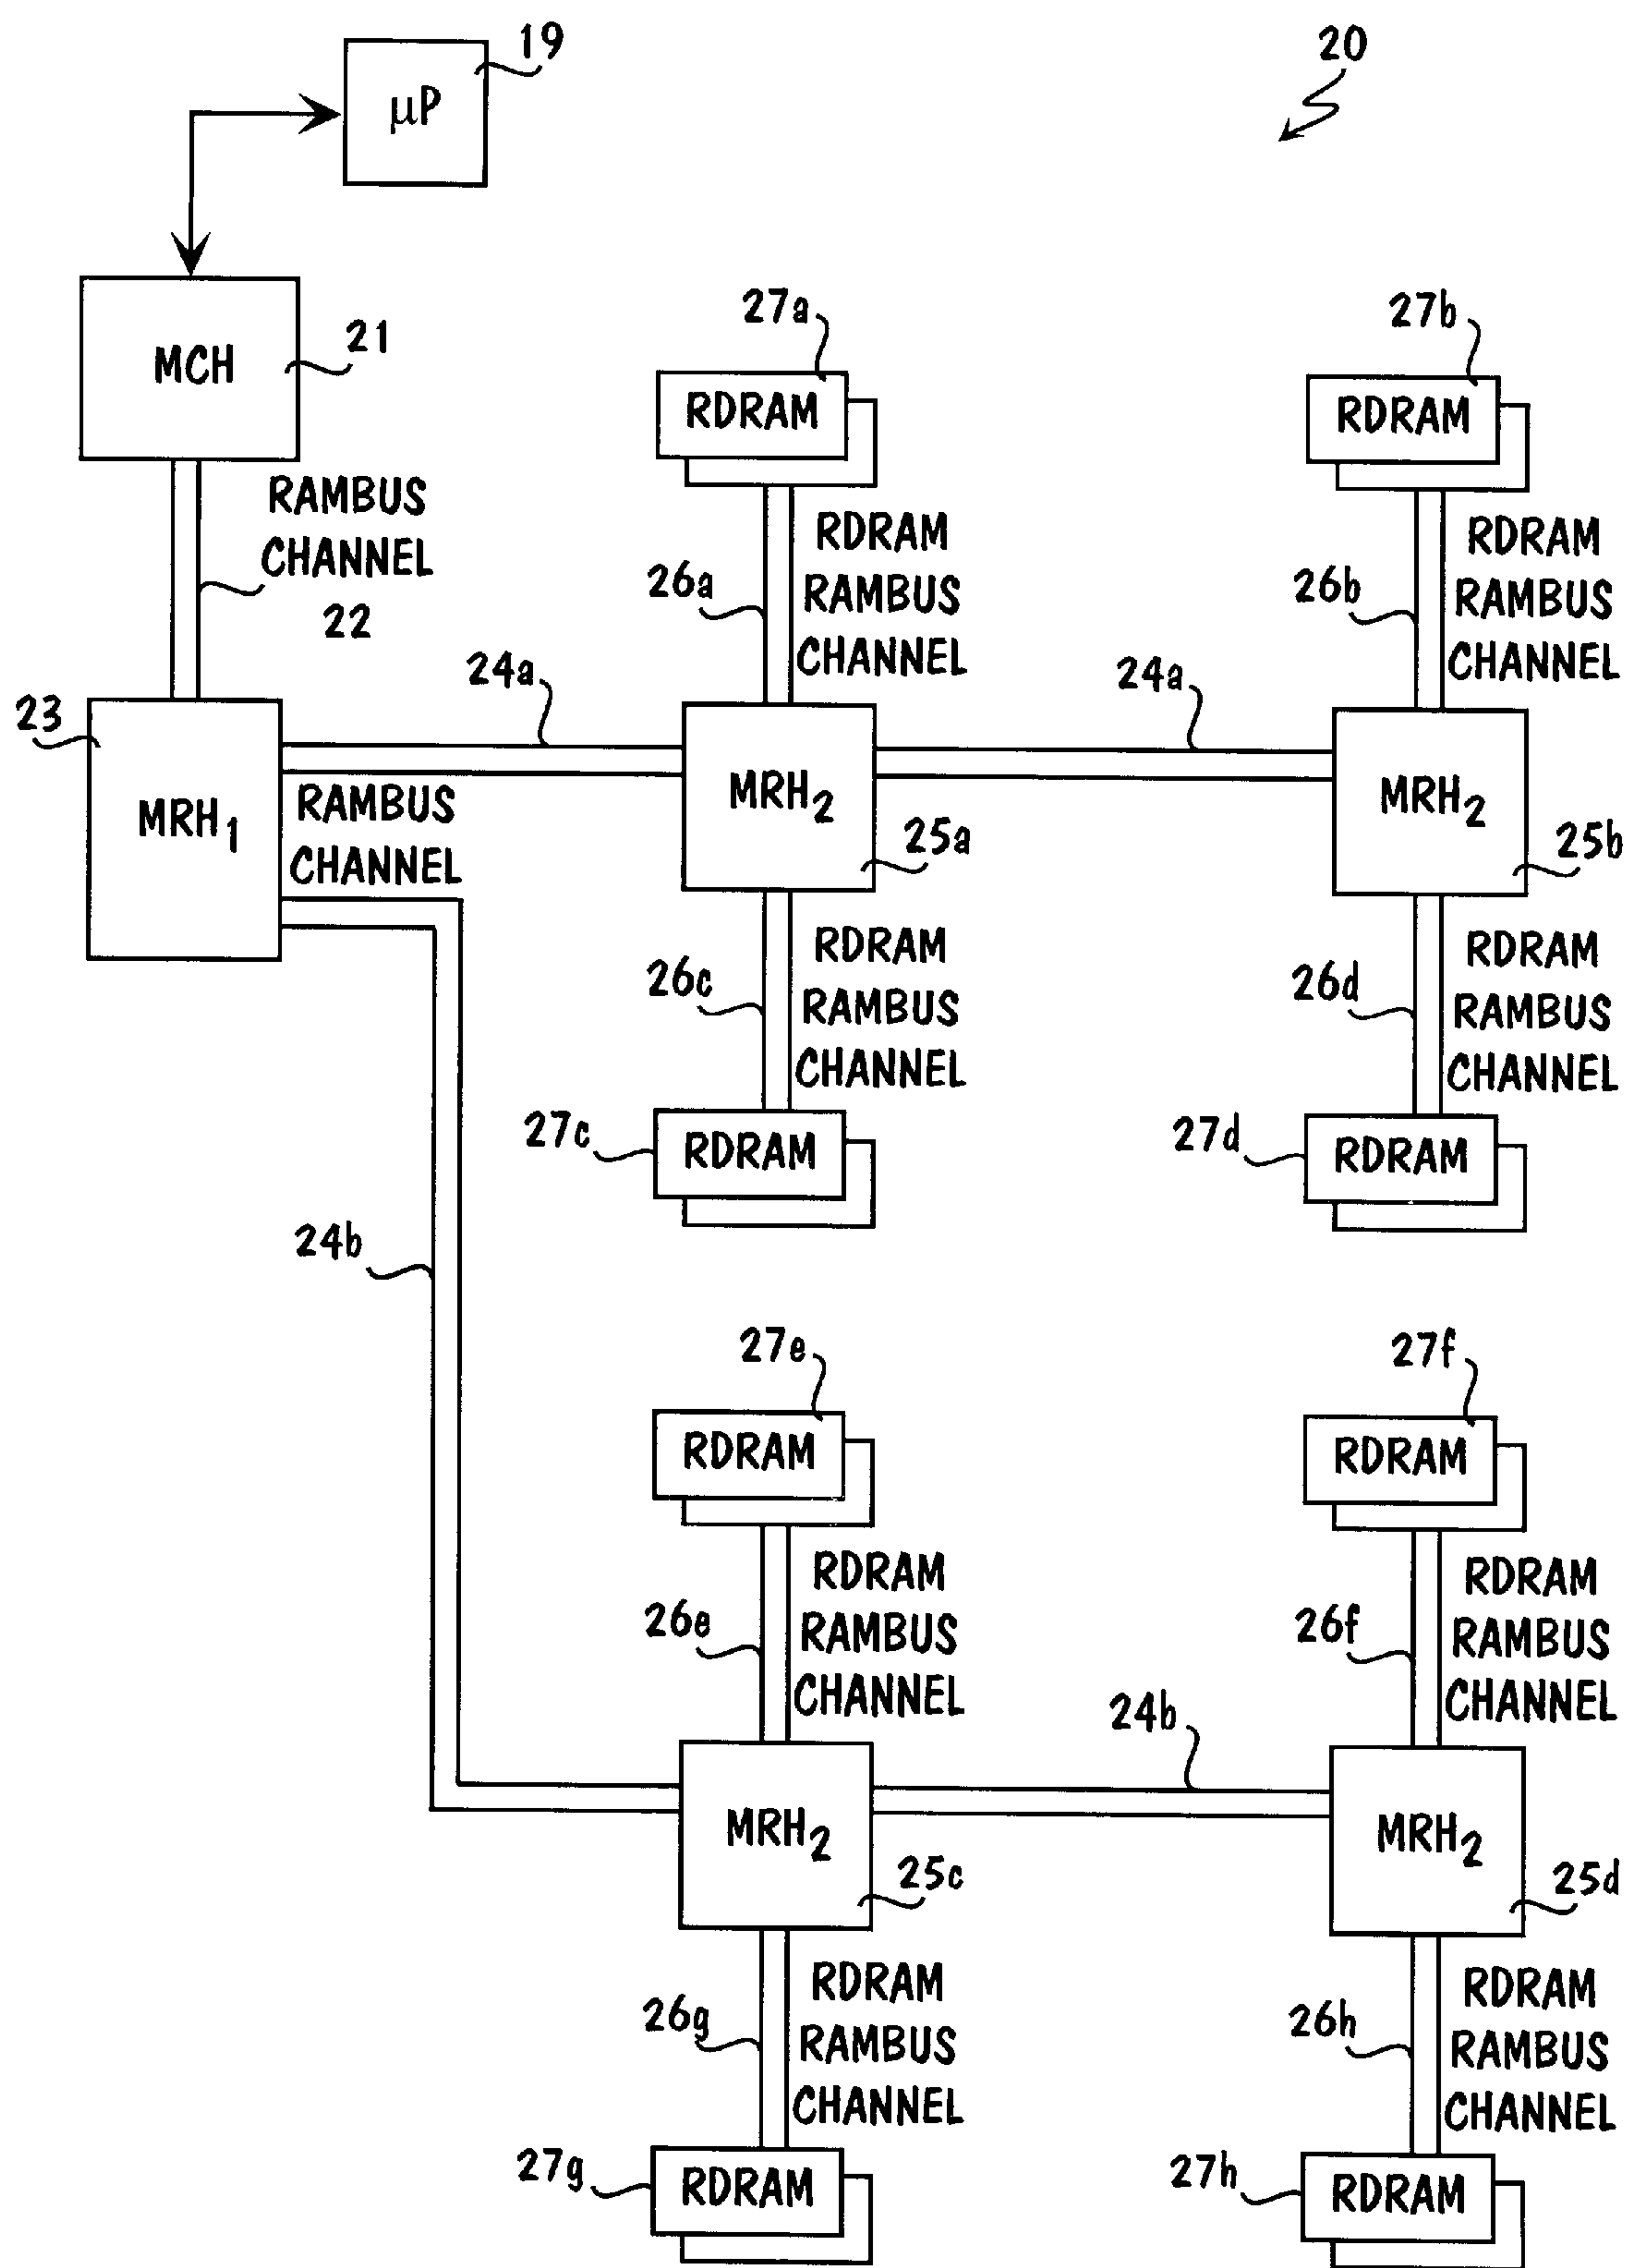 19
20
μP
MCH
21
27a
27b
RDRAM
RDRAM
RAMBUS
CHANNEL
22
RDRAM
RAMBUS
CHANNEL
26a
RDRAM
RAMBUS
CHANNEL
26b
24a
24a
23
MRH1
RAMBUS
CHANNEL
MRH2
25a
MRH2
25b
26c
RDRAM
RAMBUS
CHANNEL
26d
RDRAM
RAMBUS
CHANNEL
27c
RDRAM
27d
RDRAM
24b
27e
27f
RDRAM
RDRAM
26e
RDRAM
RAMBUS
CHANNEL
26f
RDRAM
RAMBUS
CHANNEL
24b
MRH2
25c
MRH2
25d
26g
RDRAM
RAMBUS
CHANNEL
26h
RDRAM
RAMBUS
CHANNEL
27g
RDRAM
27h
RDRAM